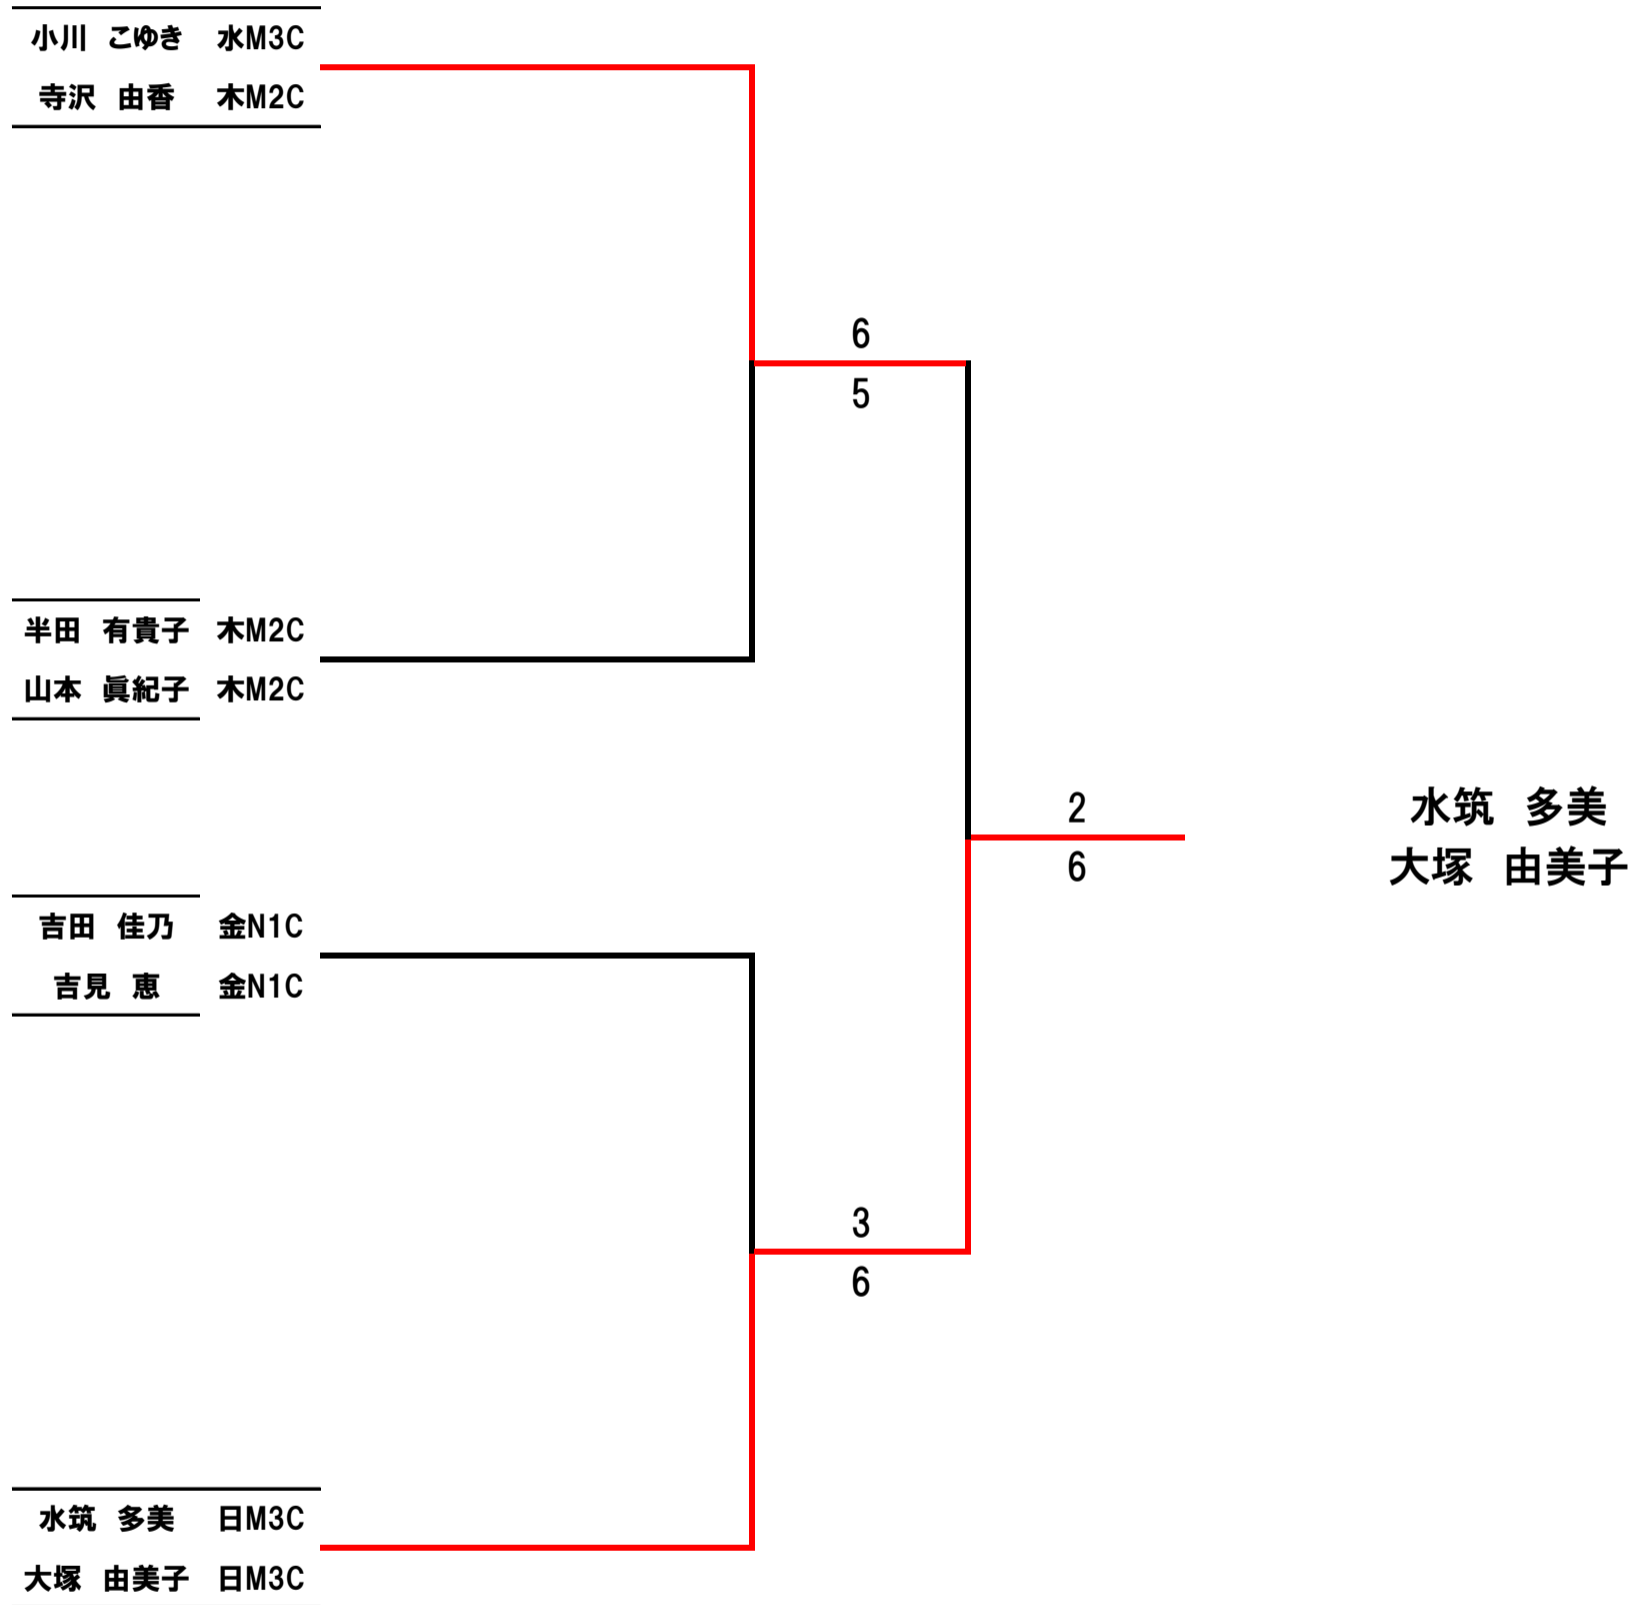 小川 こゆき 水M3C
寺沢 由香 木M2C
6
5
半田 有貴子 木M2C
山本 眞紀子 木M2C
2
6
水筑 多美
大塚 由美子
吉田 佳乃 金N1C
吉見 恵 金N1C
3
6
水筑 多美 日M3C
大塚 由美子 日M3C